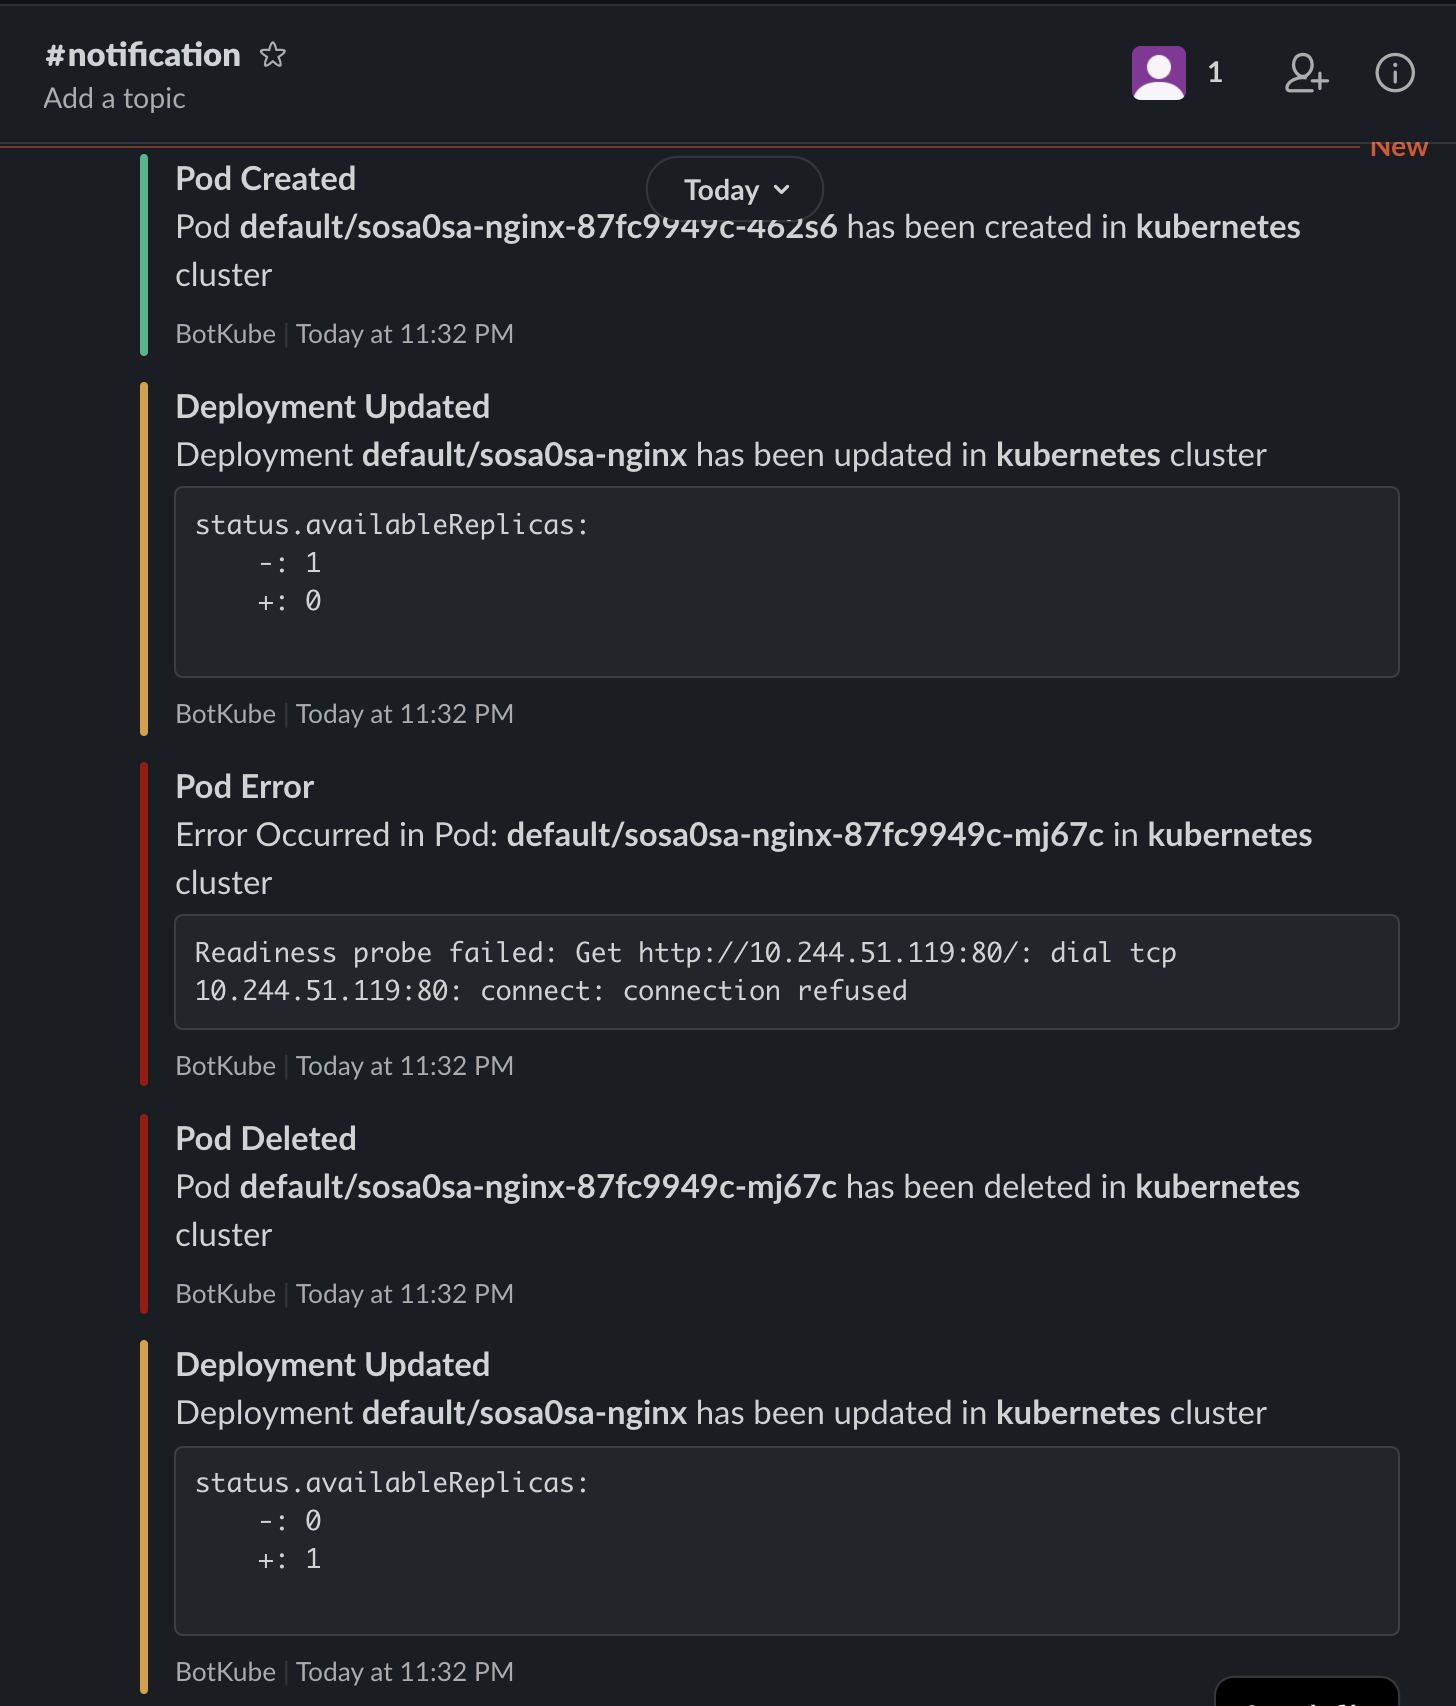 #notification
Add a topic
1
New
Today
Pod Created
Pod default/sosa0sa-nginx-87fc9949c-462s6 has been created in kubernetes
cluster
BotKube | Today at 11:32 PM
Deployment Updated
Deployment default/sosa0sa-nginx has been updated in kubernetes cluster
status.availableReplicas:
    -: 1
    +: 0
BotKube | Today at 11:32 PM
Pod Error
Error Occurred in Pod: default/sosa0sa-nginx-87fc9949c-mj67c in kubernetes
cluster
Readiness probe failed: Get http://10.244.51.119:80/: dial tcp
10.244.51.119:80: connect: connection refused
BotKube | Today at 11:32 PM
Pod Deleted
Pod default/sosa0sa-nginx-87fc9949c-mj67c has been deleted in kubernetes
cluster
BotKube | Today at 11:32 PM
Deployment Updated
Deployment default/sosa0sa-nginx has been updated in kubernetes cluster
status.availableReplicas:
    -: 0
    +: 1
BotKube | Today at 11:32 PM